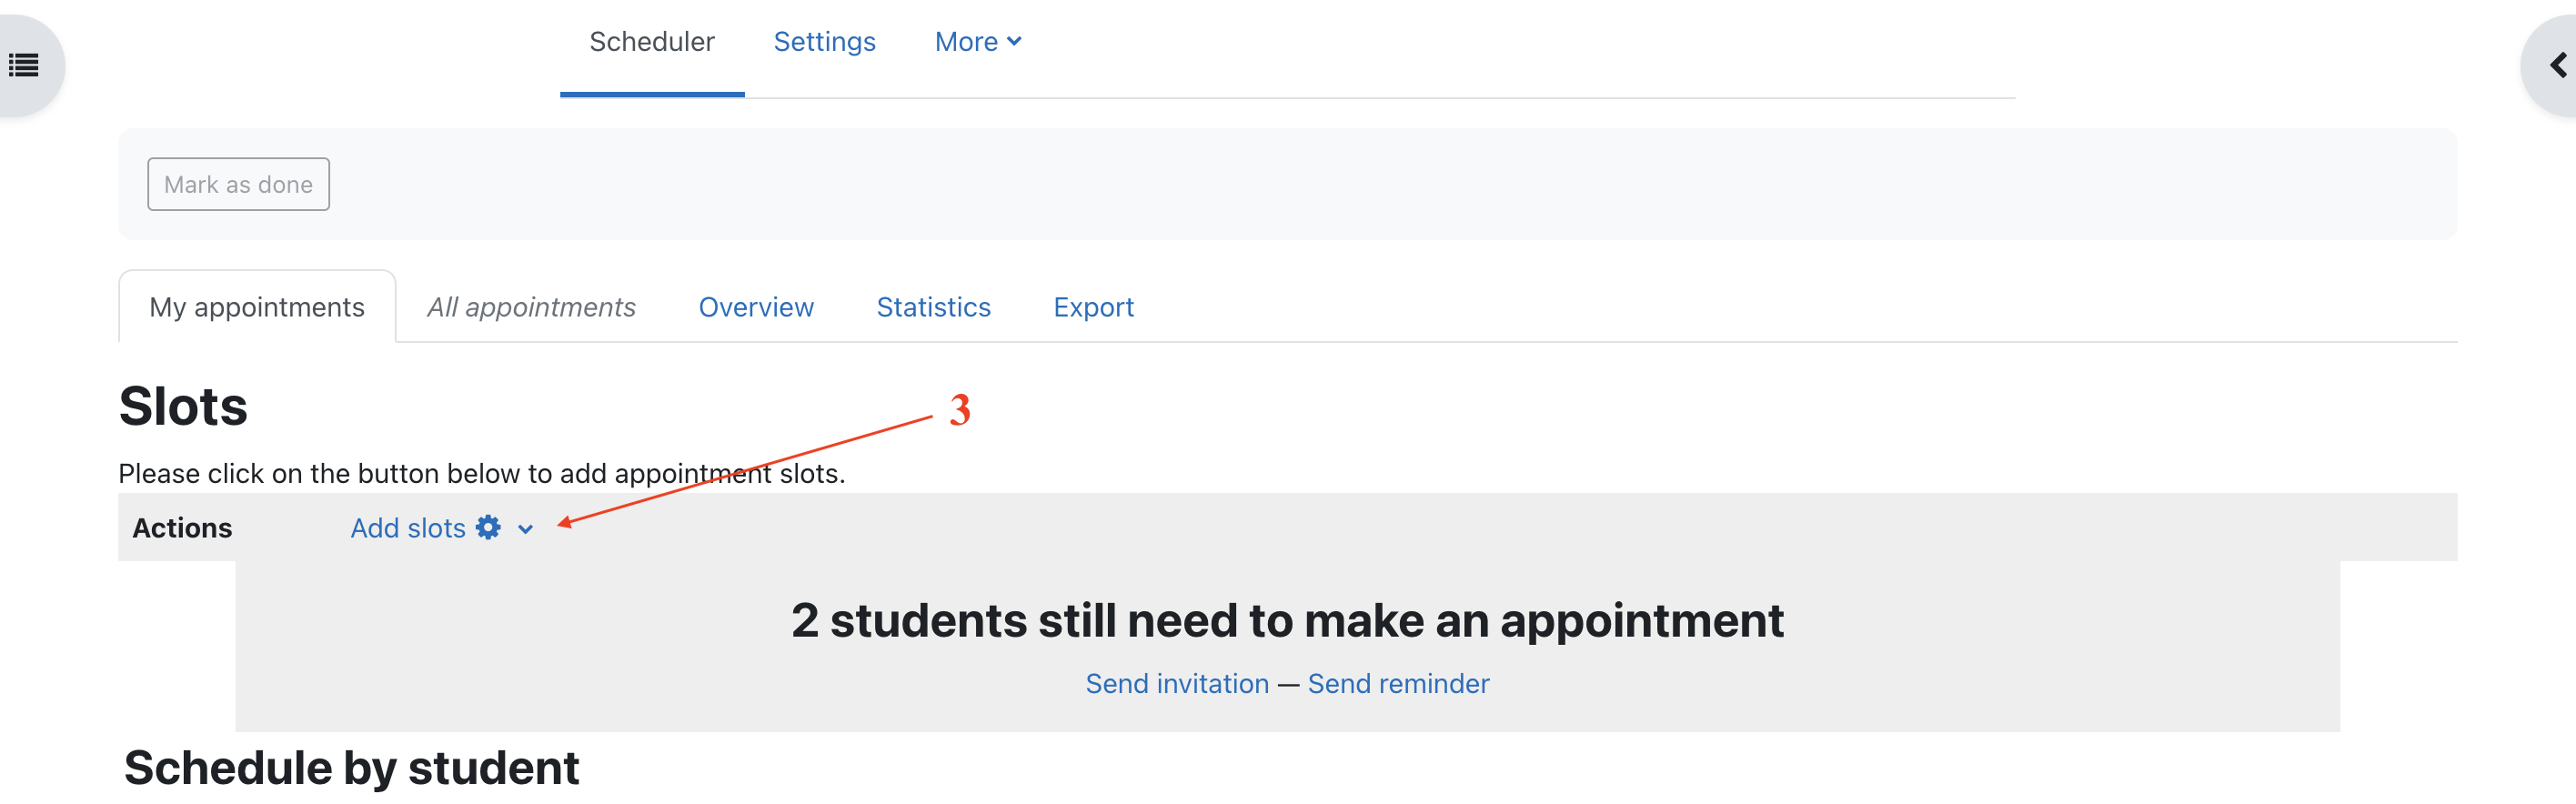 Scheduler Settings More
Mark as done
My appointments All appointments Overview Statistics Export
Slots
3
Please click on the button below to add appointment slots.
Actions Add slots
2 students still need to make an appointment
Send invitation — Send reminder
Schedule by student